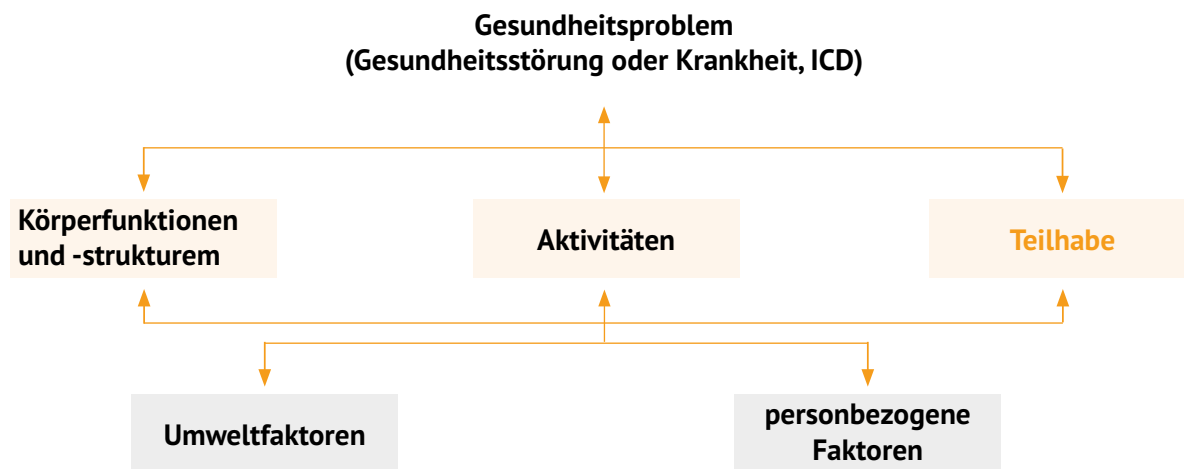 Gesundheitsproblem
(Gesundheitsstörung oder Krankheit, ICD)
Körperfunktionen
und -strukturem
Aktivitäten
Teilhabe
Umweltfaktoren
personbezogene
Faktoren